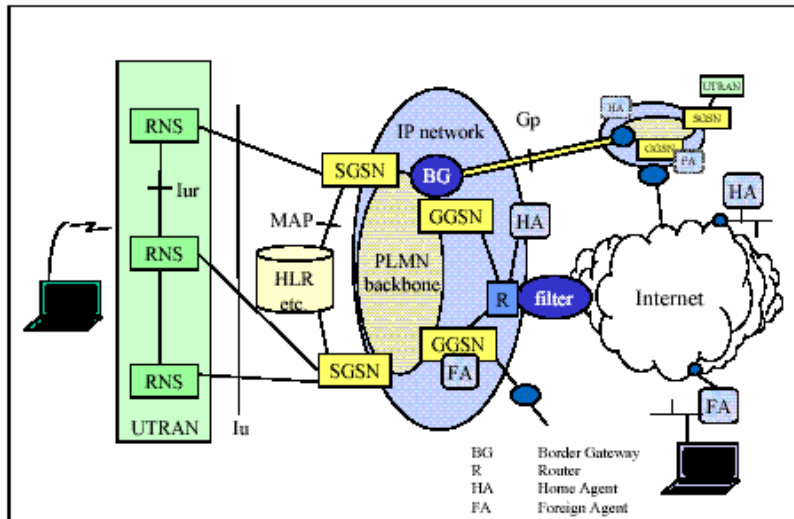 UTRAN
HA
SGSN
GGSN
FA
Gp
RNS
IP network
SGSN
BG
Iur
GGSN
HA
HA
MAP
RNS
PLMN
backbone
HLR
etc.
R
filter
Internet
GGSN
RNS
SGSN
FA
FA
UTRAN
Iu
BG Border Gateway
R Router
HA Home Agent
FA Foreign Agent